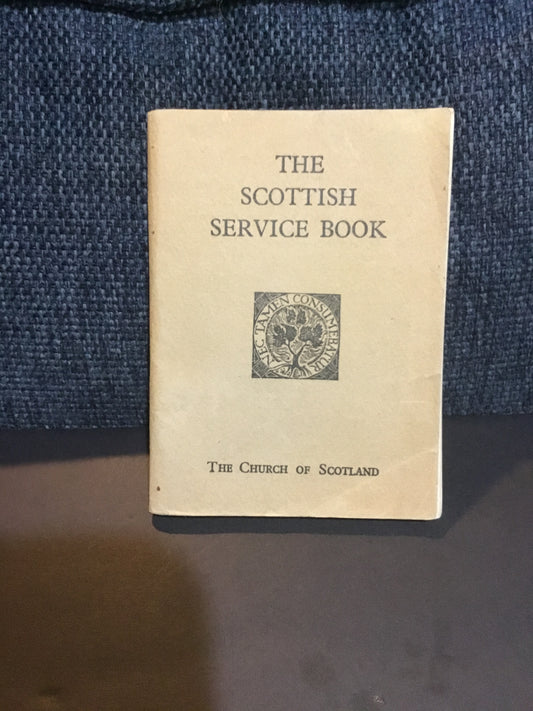 THE
SCOTTISH
SERVICE BOOK
NEC TAMEN CONSUMEBATUR
THE CHURCH OF SCOTLAND